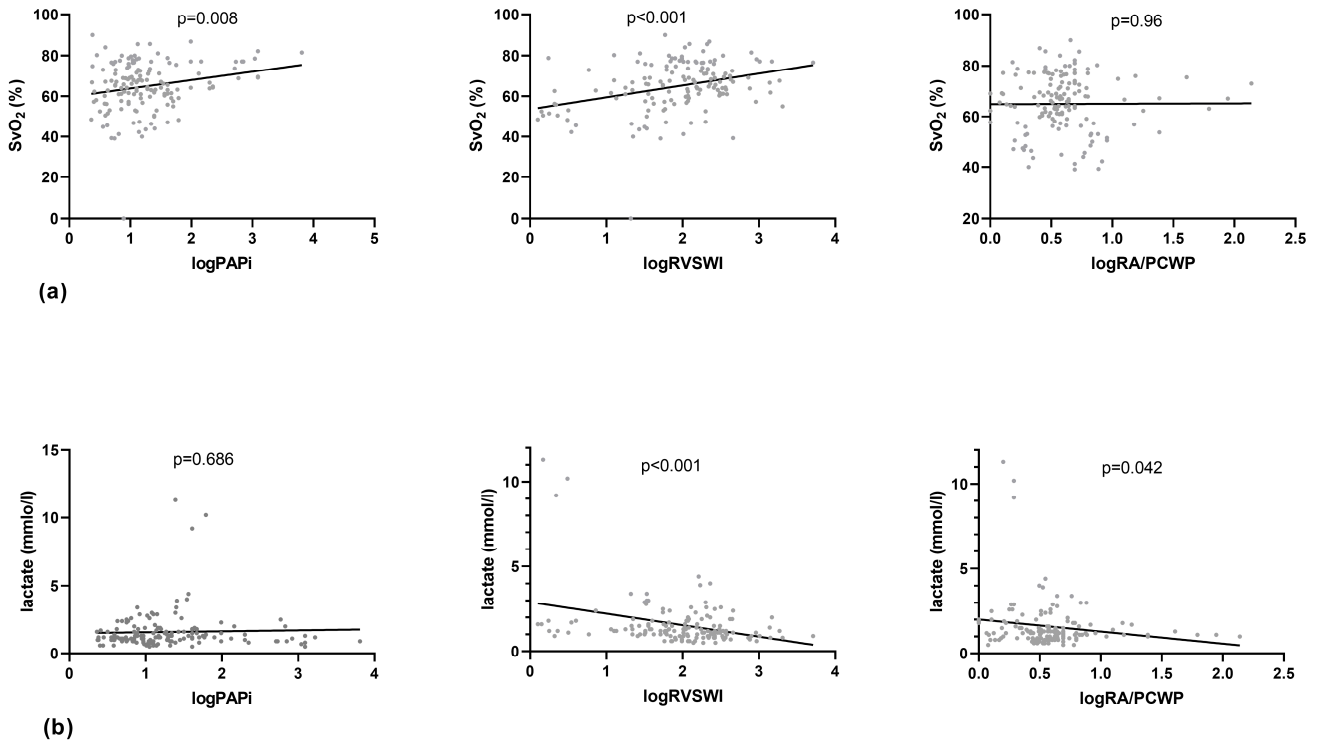 p=0.008
100
80
60
40
20
0
SvO2 (%)
0 1 2 3 4 5
logPAPi
p<0.001
100
80
60
40
20
0
SvO2 (%)
0 1 2 3 4
logRVSWI
p=0.96
100
80
60
40
20
SvO2 (%)
0.0 0.5 1.0 1.5 2.0 2.5
logRA/PCWP
(a)
p=0.686
15
10
5
0
lactate (mmlo/l)
0 1 2 3 4
logPAPi
p<0.001
10
5
0
lactate (mmol/l)
0 1 2 3 4
logRVSWI
p=0.042
10
5
0
lactate (mmol/l)
0.0 0.5 1.0 1.5 2.0 2.5
logRA/PCWP
(b)